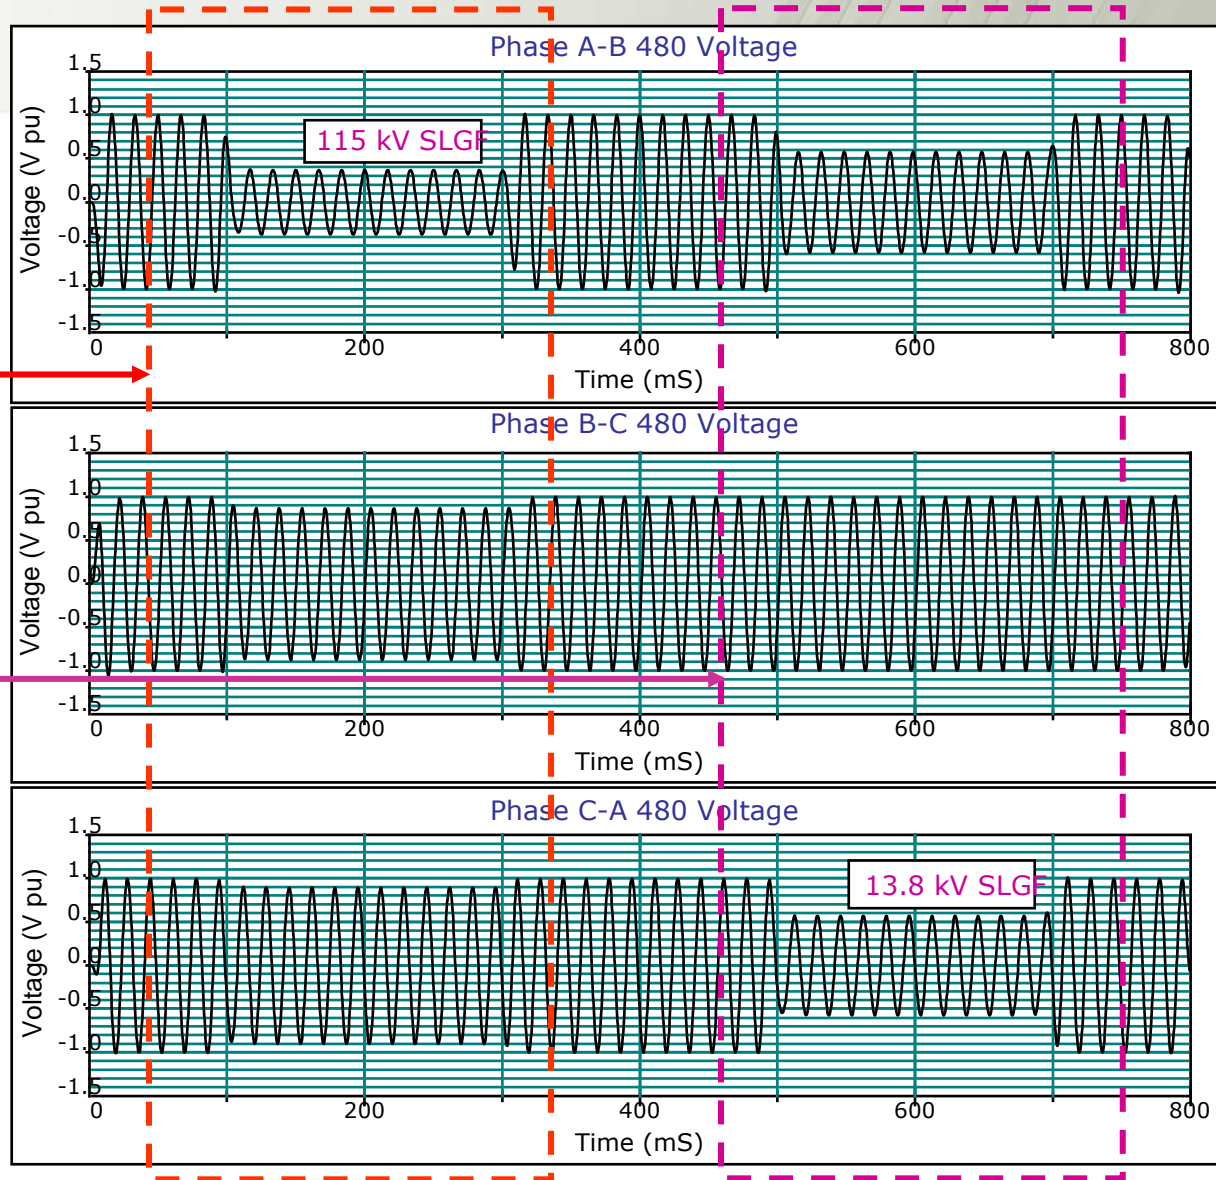 Phase A-B 480 Voltage
1.5
1.0
0.5
0.0
-0.5
-1.0
-1.5
Voltage (V pu)
115 kV SLGF
0 200 400 600 800
Time (mS)
Phase B-C 480 Voltage
1.5
1.0
0.5
0.0
-0.5
-1.0
-1.5
Voltage (V pu)
0 200 400 600 800
Time (mS)
Phase C-A 480 Voltage
1.5
1.0
0.5
0.0
-0.5
-1.0
-1.5
Voltage (V pu)
13.8 kV SLGF
0 200 400 600 800
Time (mS)